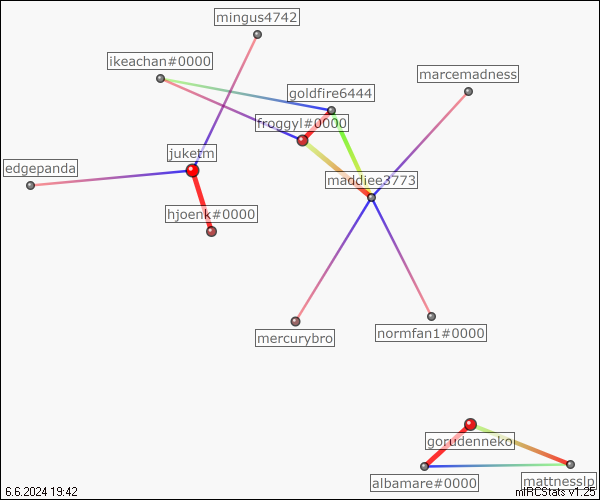 mingus4742
ikeachan#0000
marcemadness
goldfire6444
froggyl#0000
juketm
edgepanda
maddiee3773
hjoenk#0000
mercurybro
normfan1#0000
gorudenneko
albamare#0000
mattnesslp
6.6.2024 19:42
mIRCStats v1.25